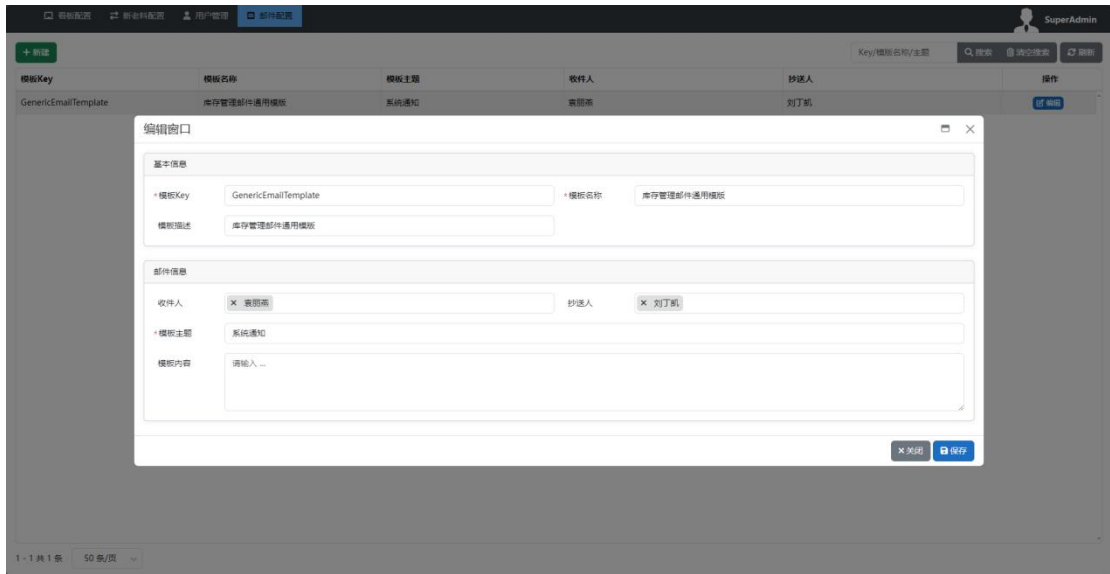 看板配置 新老料配置 用户管理 邮件配置 SuperAdmin
+新建 Key/模板名称/主题 搜索 清空搜索 刷新
模板Key 模板名称 模板主题 收件人 抄送人 操作
GenericEmailTemplate 库存管理邮件通用模版 系统通知 袁丽燕 刘丁凯 编辑
编辑窗口
基本信息
*模板Key GenericEmailTemplate *模板名称 库存管理邮件通用模版
模板描述 库存管理邮件通用模版
邮件信息
收件人 × 袁丽燕 抄送人 × 刘丁凯
*模板主题 系统通知
模板内容 请输入 ...
×关闭 保存
1 - 1 共 1 条 50 条/页